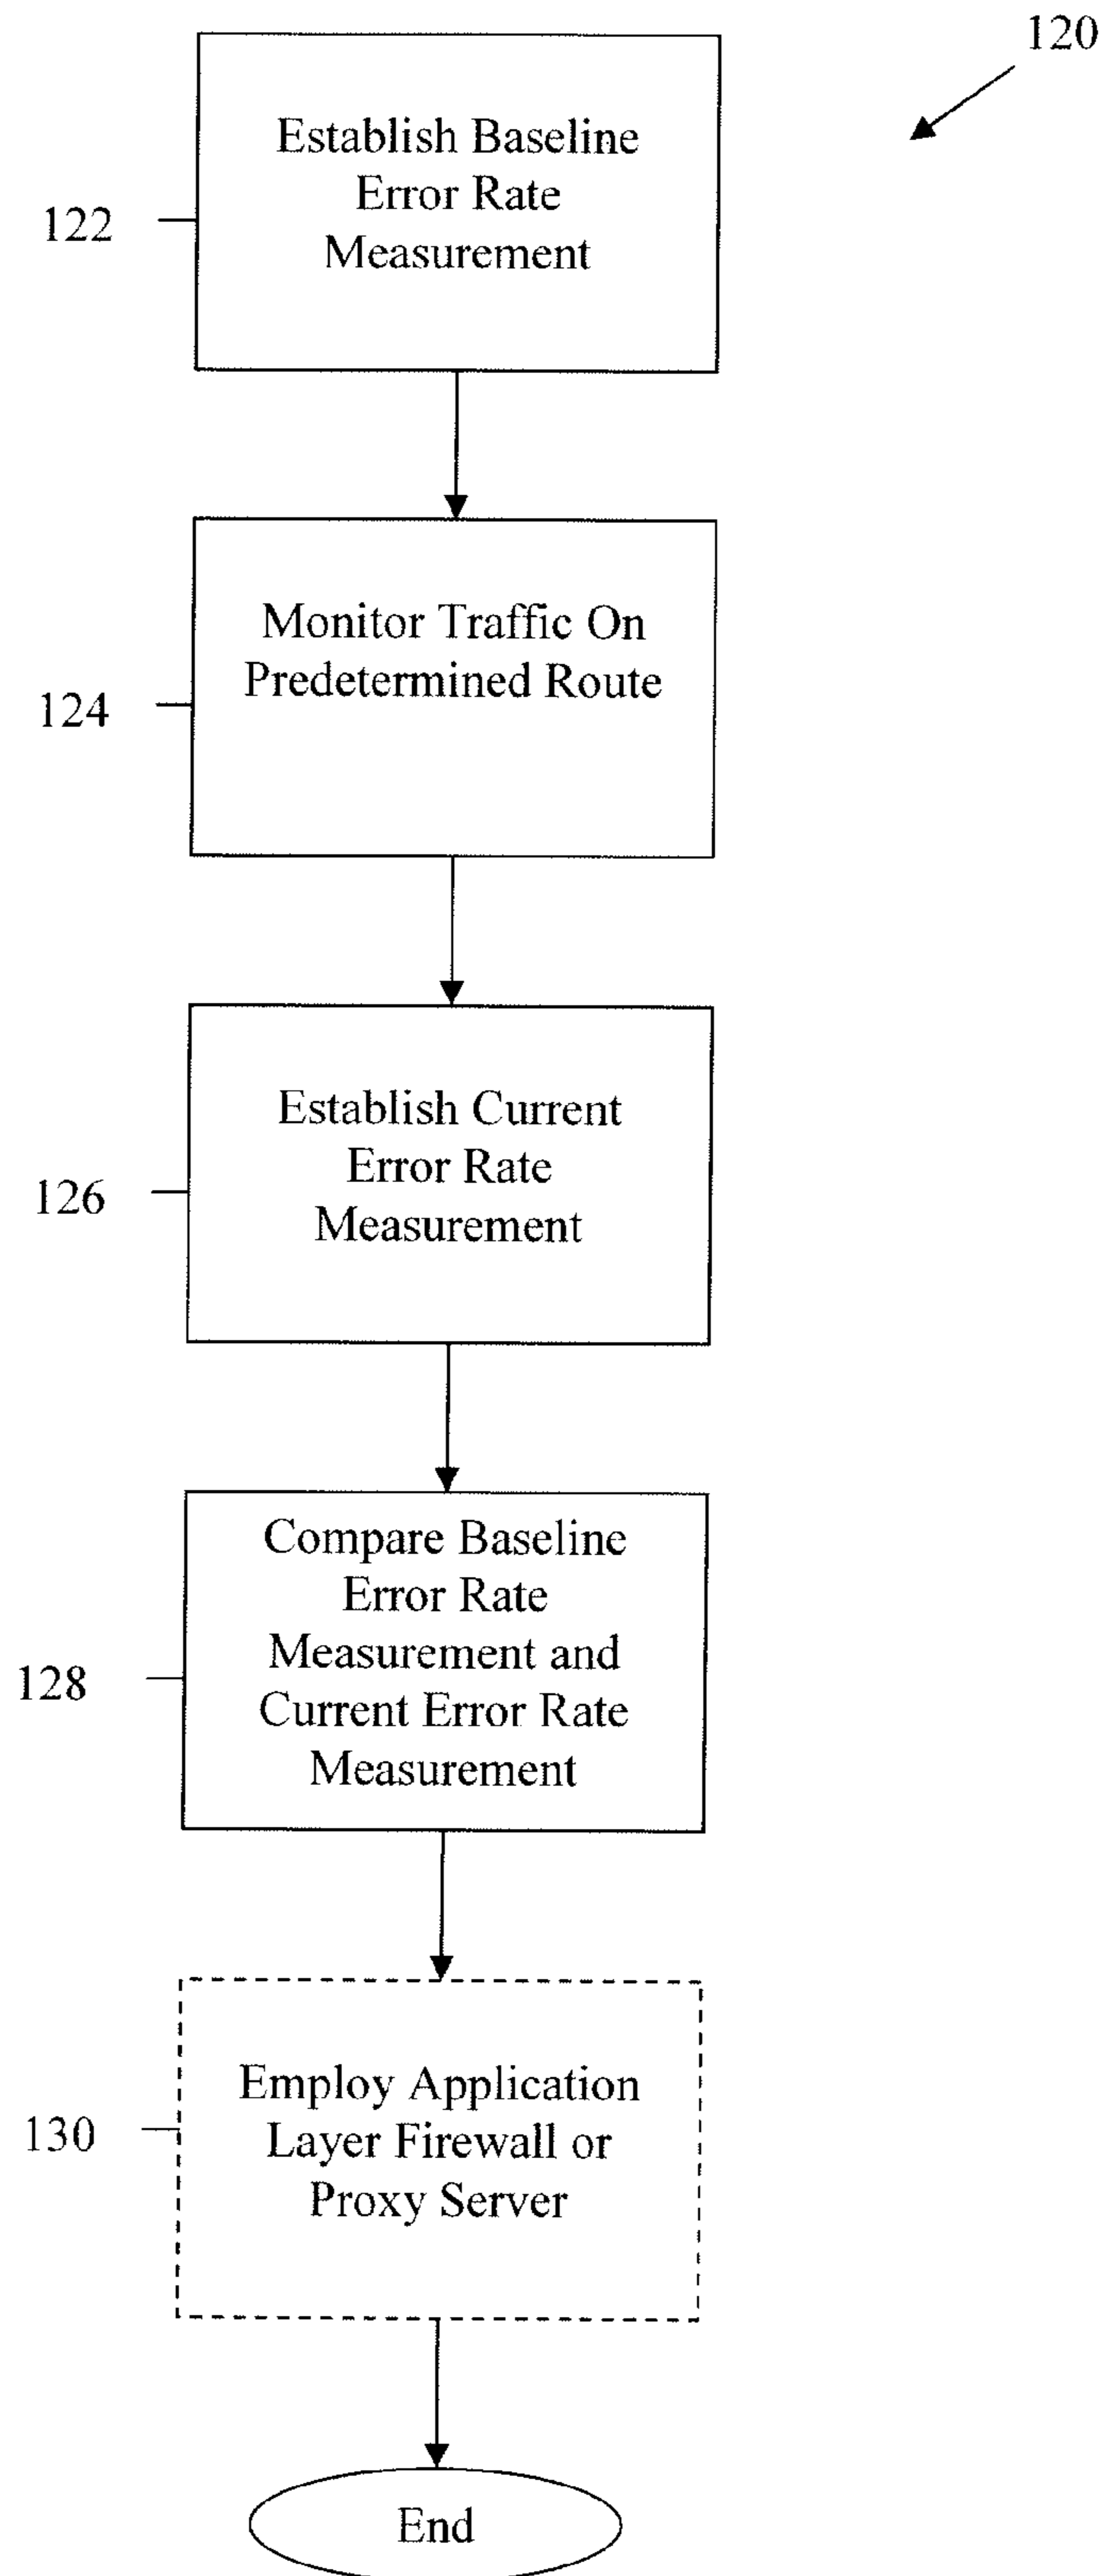 120
Establish Baseline
Error Rate
Measurement
122
Monitor Traffic On
Predetermined Route
124
Establish Current
Error Rate
Measurement
126
Compare Baseline
Error Rate
Measurement and
Current Error Rate
Measurement
128
Employ Application
Layer Firewall or
Proxy Server
130
End